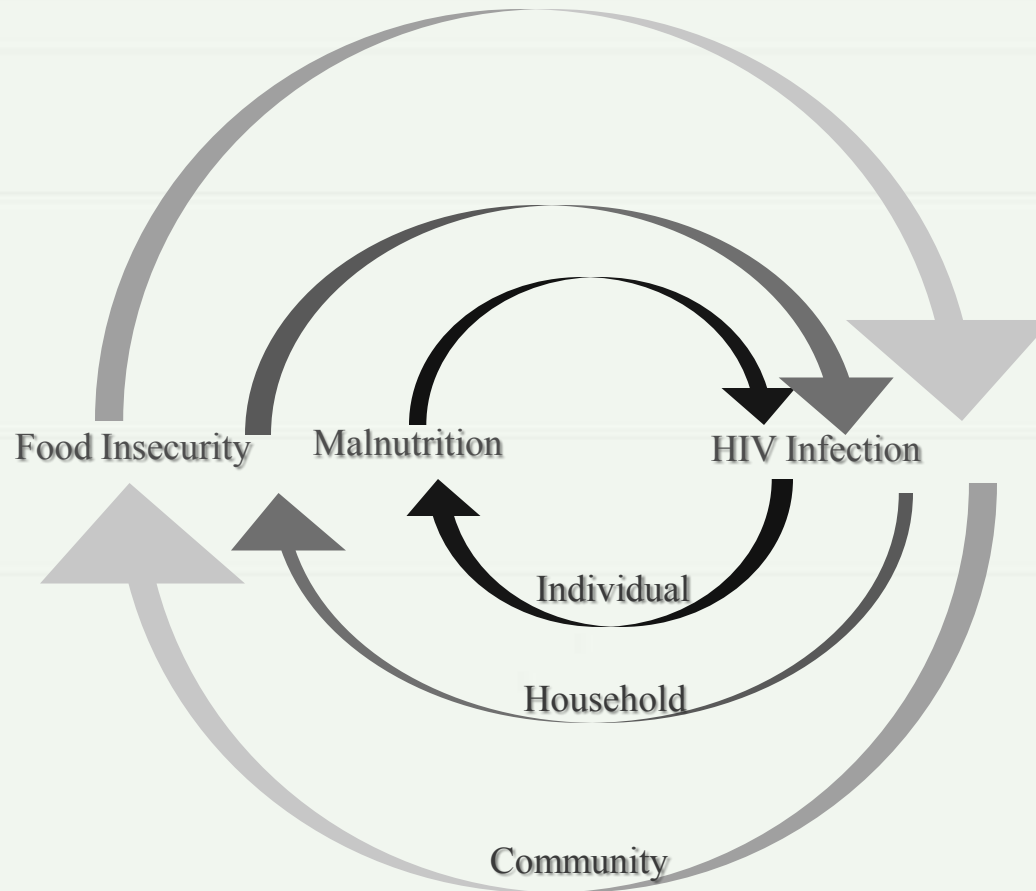 Food Insecurity
Malnutrition
HIV Infection
Individual
Household
Community